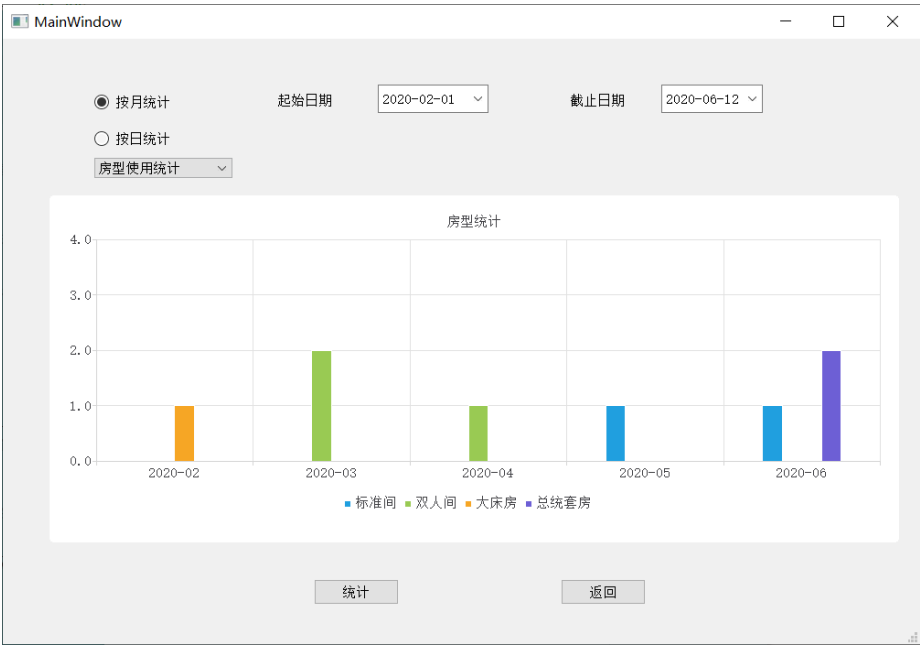 MainWindow
按月统计 起始日期 2020-02-01 截止日期 2020-06-12
按日统计
房型使用统计
房型统计
4.0
3.0
2.0
1.0
0.0
2020-02 2020-03 2020-04 2020-05 2020-06
标准间 双人间 大床房 总统套房
统计 返回